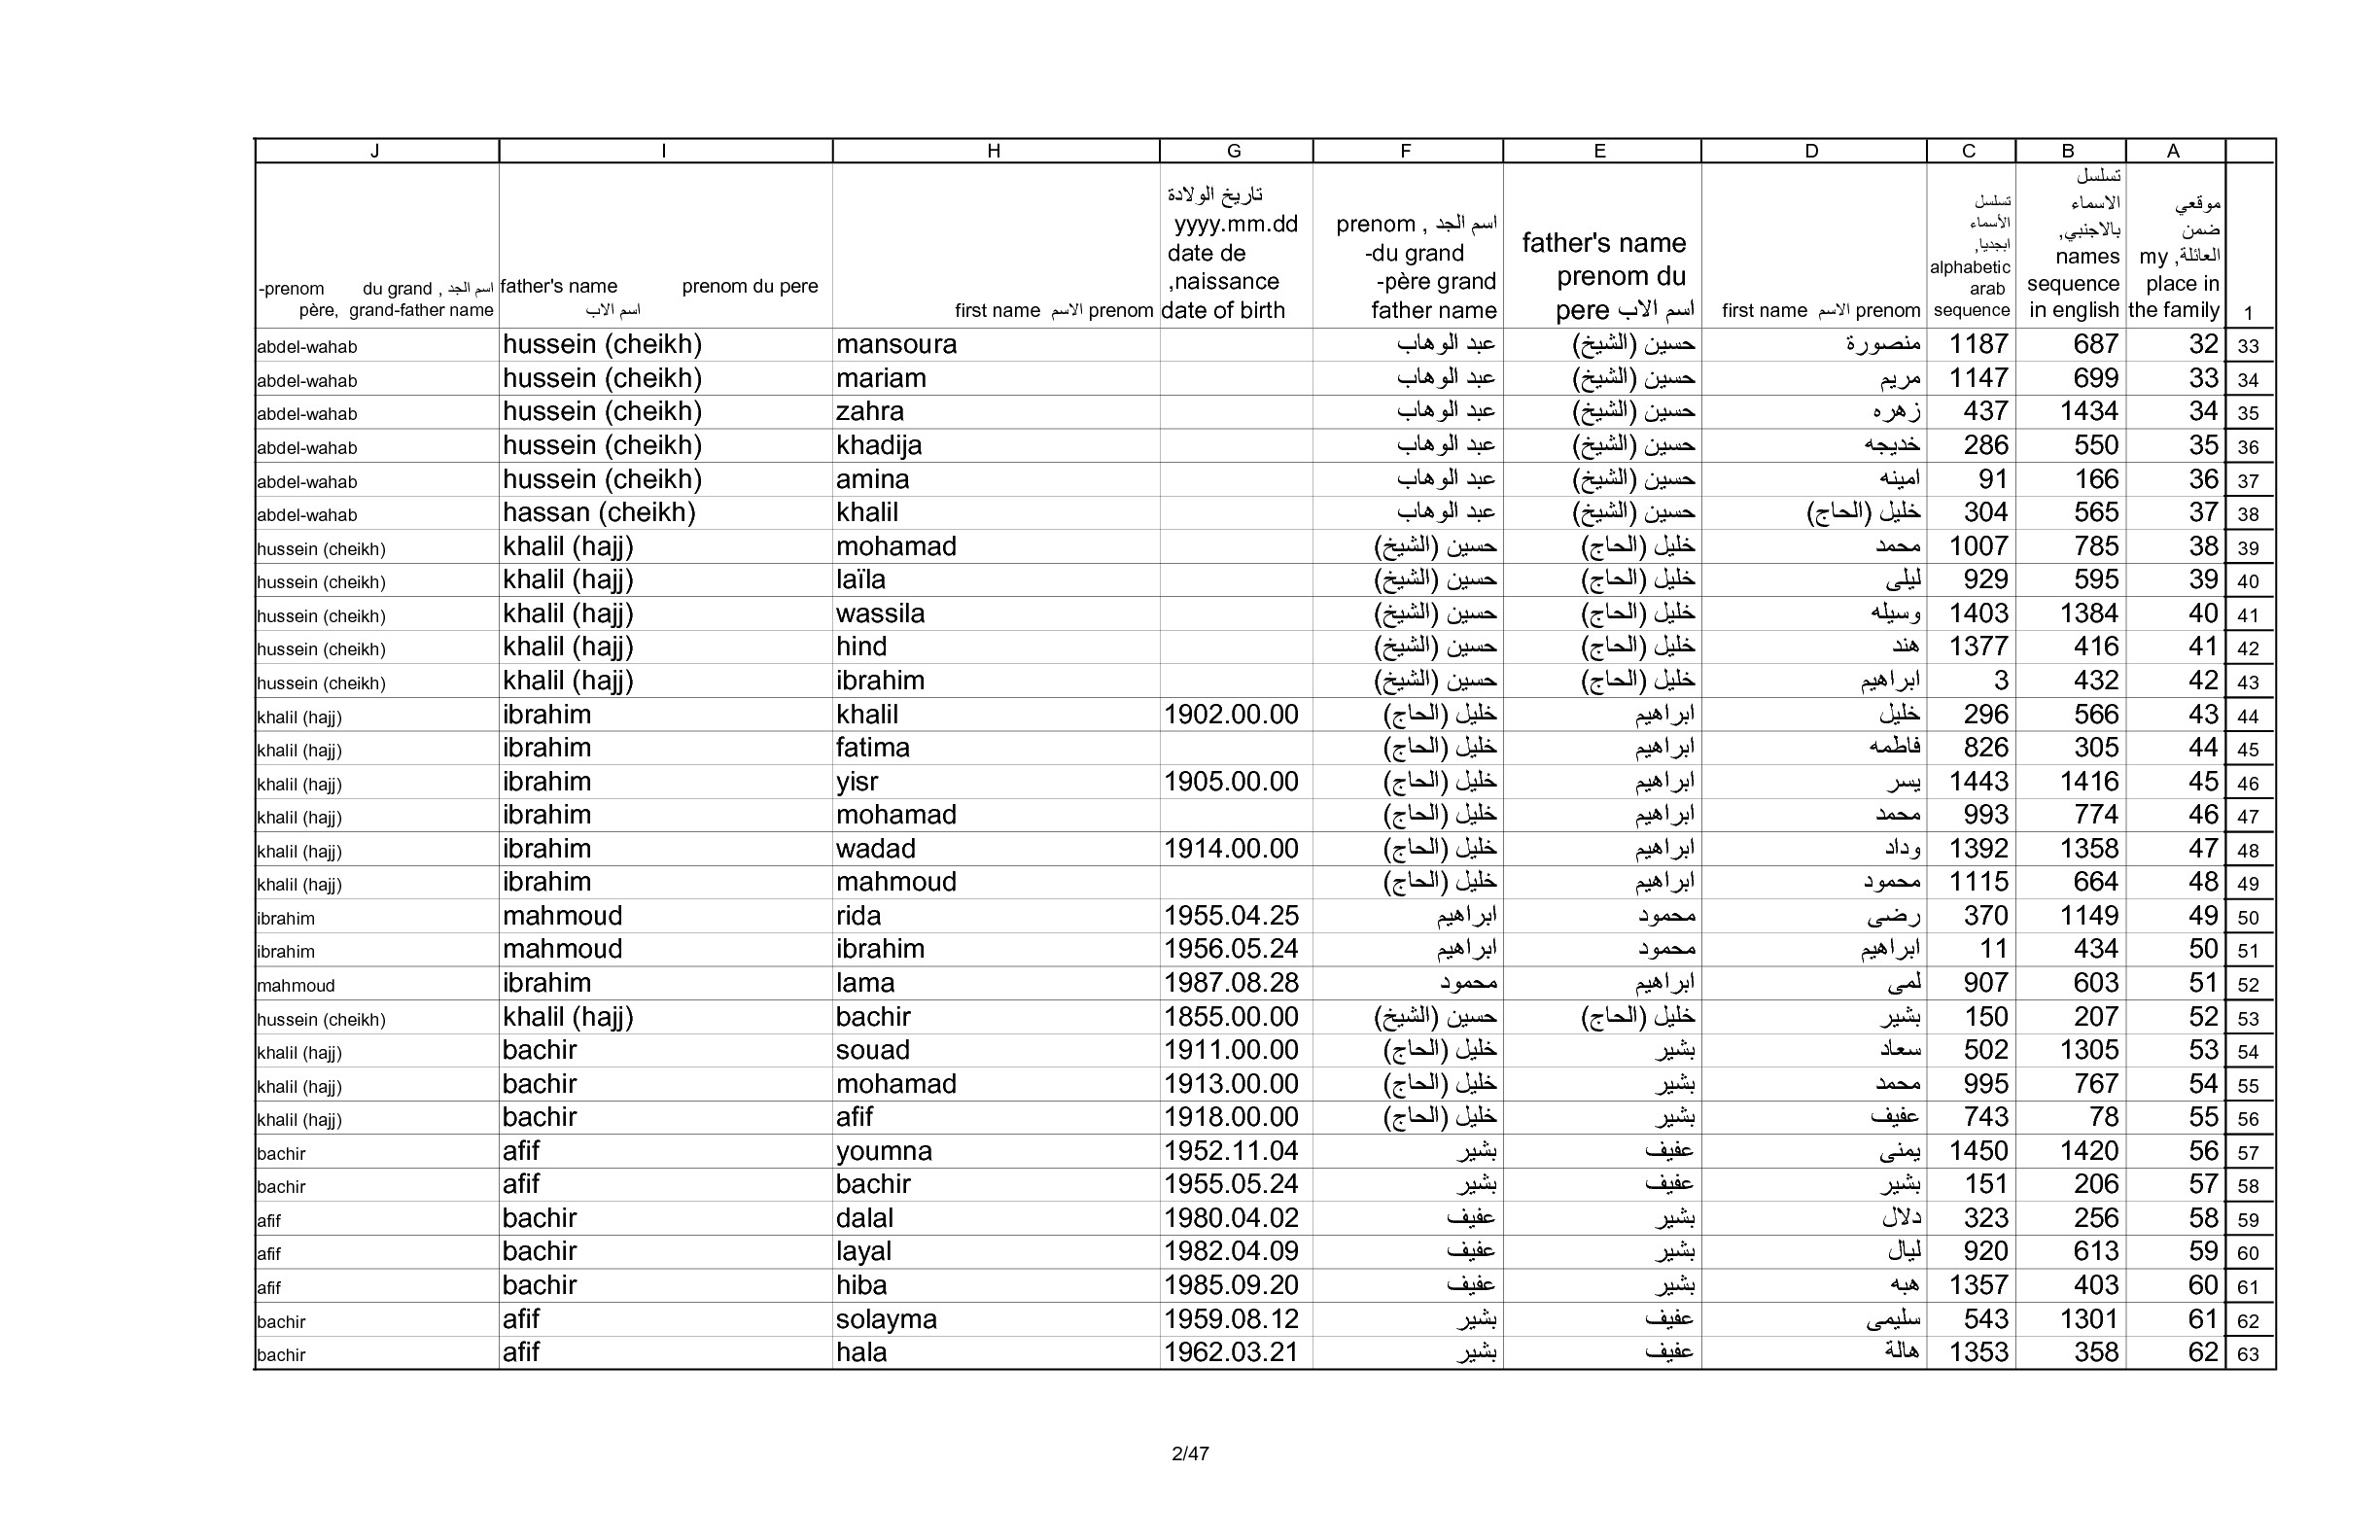 J I H G F E D C B A
-prenom du grand , اسم الجد père, grand-father name
father's name prenom du pere اسم الاب
first name الاسم prenom
تاريخ الولادة yyyy.mm.dd date de ,naissance date of birth
prenom , اسم الجد -du grand -père grand father name
father's name prenom du pere اسم الاب
first name الاسم prenom
تسلسل الأسماء ابجديا, alphabetic arab sequence
تسلسل الاسماء بالاجنبي, names sequence in english
موقعي ضمن العائلة, my place in the family
1
abdel-wahab hussein (cheikh) mansoura عبد الوهاب حسين (الشيخ) منصورة 1187 687 32 33
abdel-wahab hussein (cheikh) mariam عبد الوهاب حسين (الشيخ) مريم 1147 699 33 34
abdel-wahab hussein (cheikh) zahra عبد الوهاب حسين (الشيخ) زهره 437 1434 34 35
abdel-wahab hussein (cheikh) khadija عبد الوهاب حسين (الشيخ) خديجه 286 550 35 36
abdel-wahab hussein (cheikh) amina عبد الوهاب حسين (الشيخ) امينه 91 166 36 37
abdel-wahab hassan (cheikh) khalil عبد الوهاب حسين (الشيخ) خليل (الحاج) 304 565 37 38
hussein (cheikh) khalil (hajj) mohamad حسين (الشيخ) خليل (الحاج) محمد 1007 785 38 39
hussein (cheikh) khalil (hajj) laïla حسين (الشيخ) خليل (الحاج) ليلى 929 595 39 40
hussein (cheikh) khalil (hajj) wassila حسين (الشيخ) خليل (الحاج) وسيله 1403 1384 40 41
hussein (cheikh) khalil (hajj) hind حسين (الشيخ) خليل (الحاج) هند 1377 416 41 42
hussein (cheikh) khalil (hajj) ibrahim حسين (الشيخ) خليل (الحاج) ابراهيم 3 432 42 43
khalil (hajj) ibrahim khalil 1902.00.00 خليل (الحاج) ابراهيم خليل 296 566 43 44
khalil (hajj) ibrahim fatima خليل (الحاج) ابراهيم فاطمه 826 305 44 45
khalil (hajj) ibrahim yisr 1905.00.00 خليل (الحاج) ابراهيم يسر 1443 1416 45 46
khalil (hajj) ibrahim mohamad خليل (الحاج) ابراهيم محمد 993 774 46 47
khalil (hajj) ibrahim wadad 1914.00.00 خليل (الحاج) ابراهيم وداد 1392 1358 47 48
khalil (hajj) ibrahim mahmoud خليل (الحاج) ابراهيم محمود 1115 664 48 49
ibrahim mahmoud rida 1955.04.25 ابراهيم محمود رضى 370 1149 49 50
ibrahim mahmoud ibrahim 1956.05.24 ابراهيم محمود ابراهيم 11 434 50 51
mahmoud ibrahim lama 1987.08.28 محمود ابراهيم لمى 907 603 51 52
hussein (cheikh) khalil (hajj) bachir 1855.00.00 حسين (الشيخ) خليل (الحاج) بشير 150 207 52 53
khalil (hajj) bachir souad 1911.00.00 خليل (الحاج) بشير سعاد 502 1305 53 54
khalil (hajj) bachir mohamad 1913.00.00 خليل (الحاج) بشير محمد 995 767 54 55
khalil (hajj) bachir afif 1918.00.00 خليل (الحاج) بشير عفيف 743 78 55 56
bachir afif youmna 1952.11.04 بشير عفيف يمنى 1450 1420 56 57
bachir afif bachir 1955.05.24 بشير عفيف بشير 151 206 57 58
afif bachir dalal 1980.04.02 عفيف بشير دلال 323 256 58 59
afif bachir layal 1982.04.09 عفيف بشير ليال 920 613 59 60
afif bachir hiba 1985.09.20 عفيف بشير هبه 1357 403 60 61
bachir afif solayma 1959.08.12 بشير عفيف سليمى 543 1301 61 62
bachir afif hala 1962.03.21 بشير عفيف هالة 1353 358 62 63
2/47